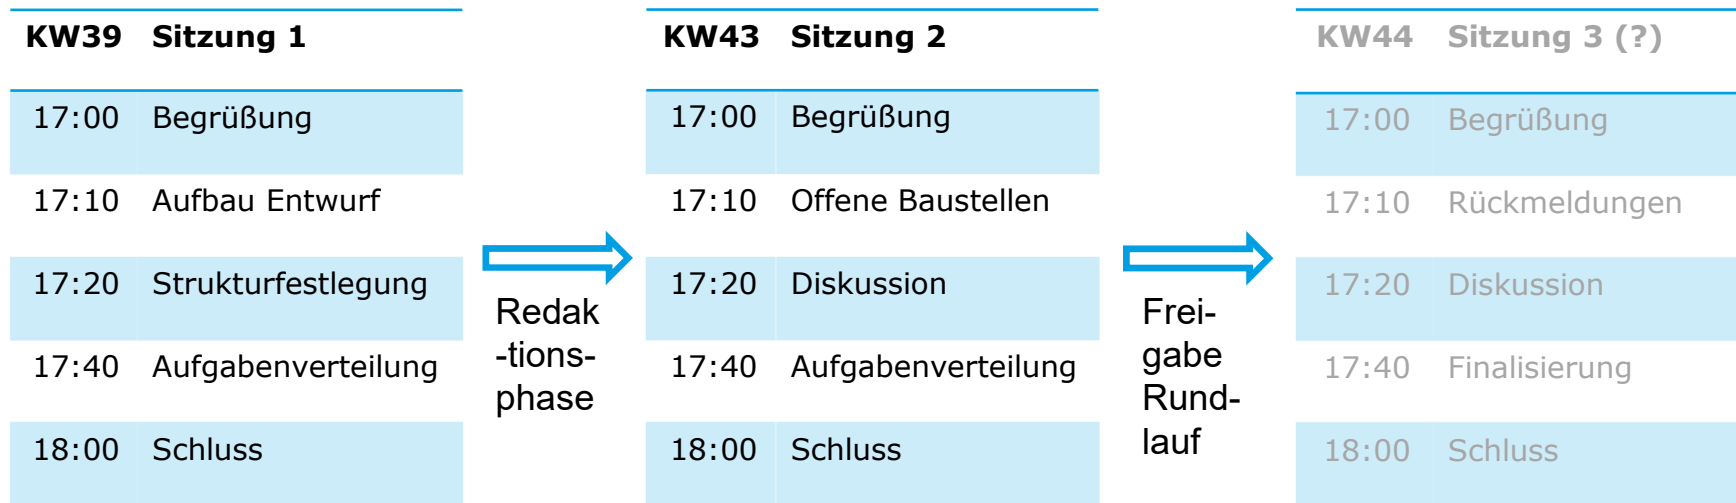 KW39 Sitzung 1
17:00 Begrüßung
17:10 Aufbau Entwurf
17:20 Strukturfestlegung
17:40 Aufgabenverteilung
18:00 Schluss
Redak
-tions-
phase
KW43 Sitzung 2
17:00 Begrüßung
17:10 Offene Baustellen
17:20 Diskussion
17:40 Aufgabenverteilung
18:00 Schluss
Frei-
gabe
Rund-
lauf
KW44 Sitzung 3 (?)
17:00 Begrüßung
17:10 Rückmeldungen
17:20 Diskussion
17:40 Finalisierung
18:00 Schluss